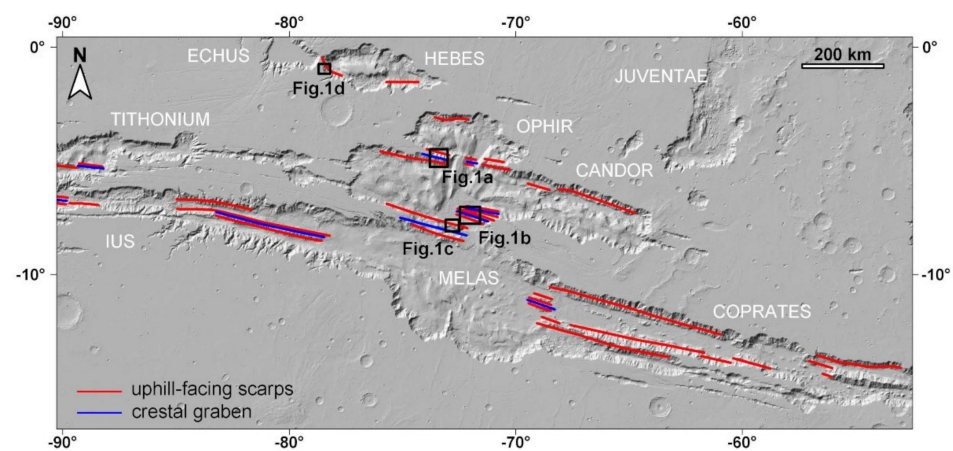 -90° -80° -70° -60°
0°
N
ECHUS
HEBES
JUVENTAE
200 km
Fig.1d
TITHONIUM
OPHIR
CANDOR
Fig.1a
IUS
Fig.1c
Fig.1b
-10°
-10°
MELAS
COPRATES
uphill-facing scarps
crestál graben
-90° -80° -70° -60°
0°